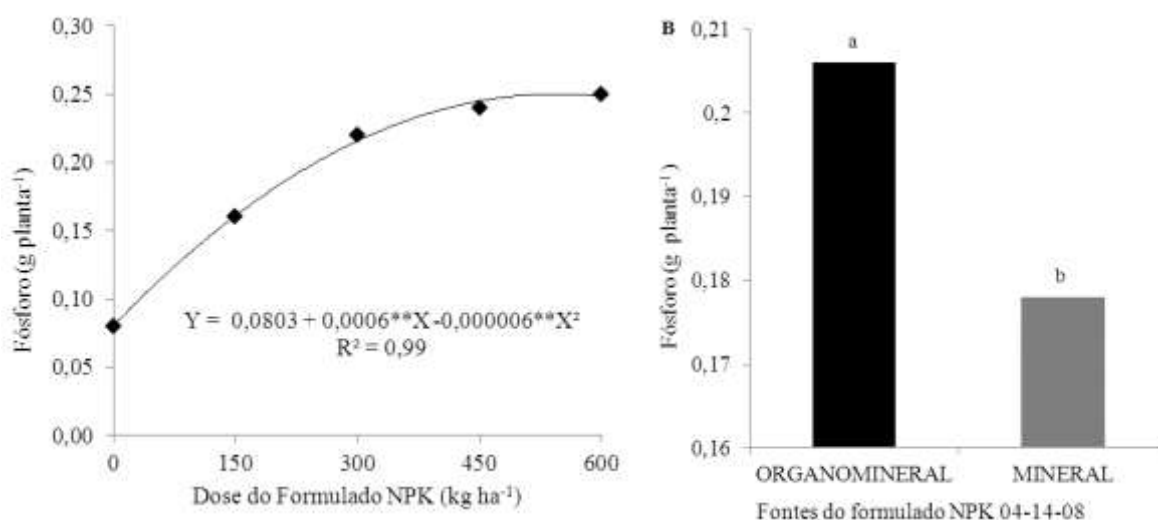 0,30
0,25
0,20
0,15
0,10
0,05
0,00
Fósforo (g planta⁻¹)
Y = 0,0803 + 0,0006**X -0,000006**X²
R² = 0,99
0
150
300
450
600
Dose do Formulado NPK (kg ha⁻¹)
B
0,21
0,2
0,19
0,18
0,17
0,16
Fósforo (g planta⁻¹)
a
b
ORGANOMINERAL
MINERAL
Fontes do formulado NPK 04-14-08